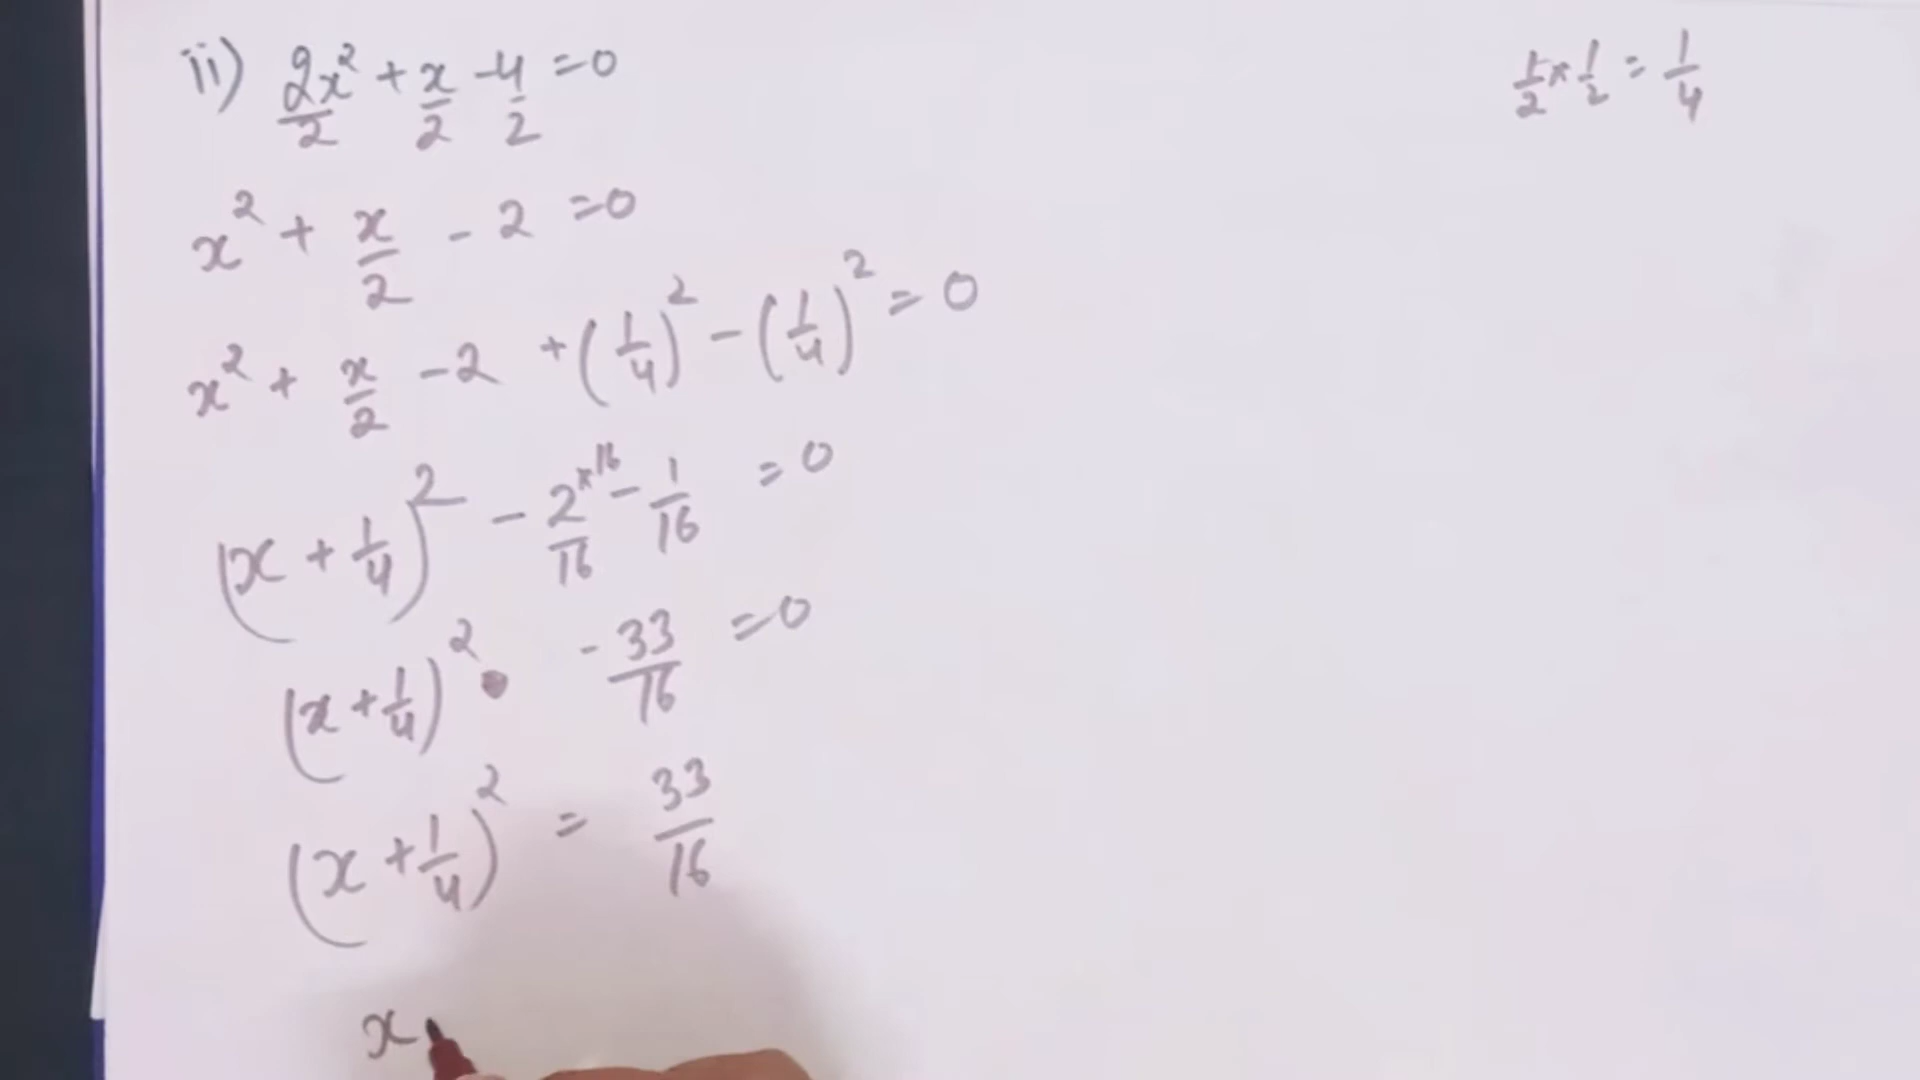 ii) 2x²/2 + x/2 - 4/2 = 0
1/2 × 1/2 = 1/4
x² + x/2 - 2 = 0
x² + x/2 - 2 + (1/4)² - (1/4)² = 0
(x + 1/4)² - 2×16/16 - 1/16 = 0
(x + 1/4)² - 33/16 = 0
(x + 1/4)² = 33/16
x